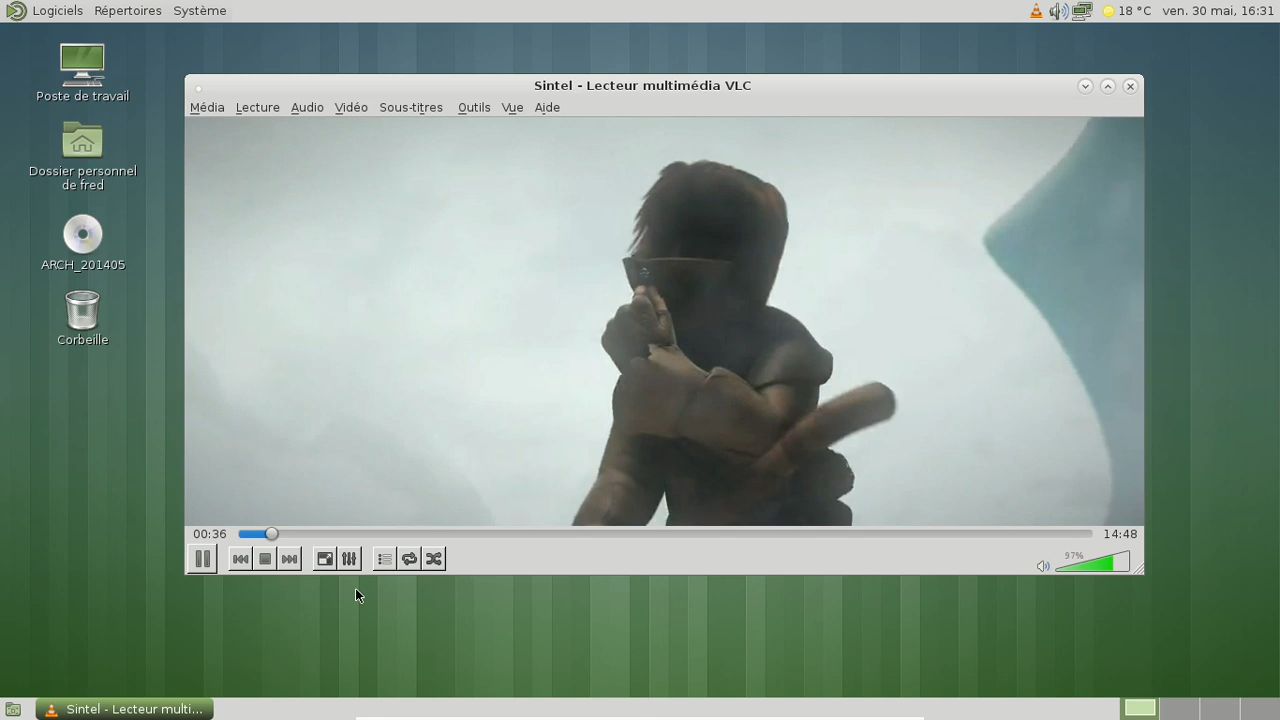 Logiciels Répertoires Système
18 °C ven. 30 mai, 16:31
Poste de travail
Dossier personnel
de fred
ARCH_201405
Corbeille
Sintel - Lecteur multimédia VLC
Média Lecture Audio Vidéo Sous-titres Outils Vue Aide
00:36
14:48
97%
Sintel - Lecteur multi...